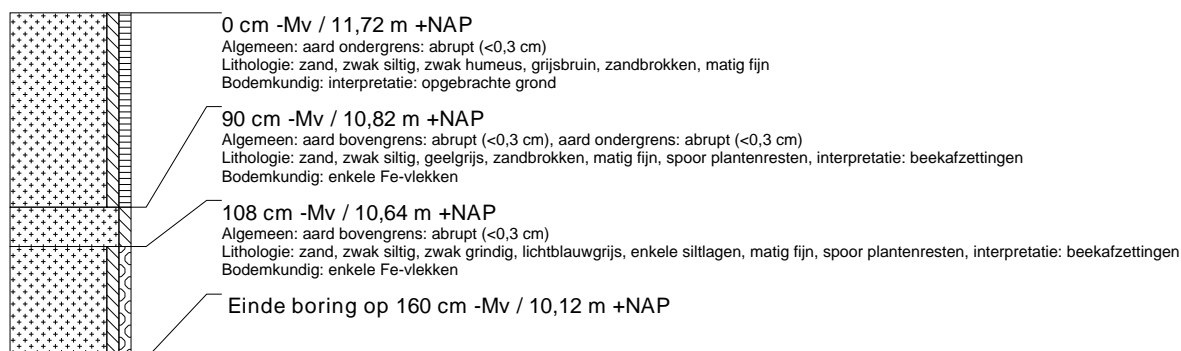 0 cm -Mv / 11,72 m +NAP
Algemeen: aard ondergrens: abrupt (<0,3 cm)
Lithologie: zand, zwak siltig, zwak humeus, grijsbruin, zandbrokken, matig fijn
Bodemkundig: interpretatie: opgebrachte grond
90 cm -Mv / 10,82 m +NAP
Algemeen: aard bovengrens: abrupt (<0,3 cm), aard ondergrens: abrupt (<0,3 cm)
Lithologie: zand, zwak siltig, geelgrijs, zandbrokken, matig fijn, spoor plantenresten, interpretatie: beekafzettingen
Bodemkundig: enkele Fe-vlekken
108 cm -Mv / 10,64 m +NAP
Algemeen: aard bovengrens: abrupt (<0,3 cm)
Lithologie: zand, zwak siltig, zwak grindig, lichtblauwgrijs, enkele siltlagen, matig fijn, spoor plantenresten, interpretatie: beekafzettingen
Bodemkundig: enkele Fe-vlekken
Einde boring op 160 cm -Mv / 10,12 m +NAP